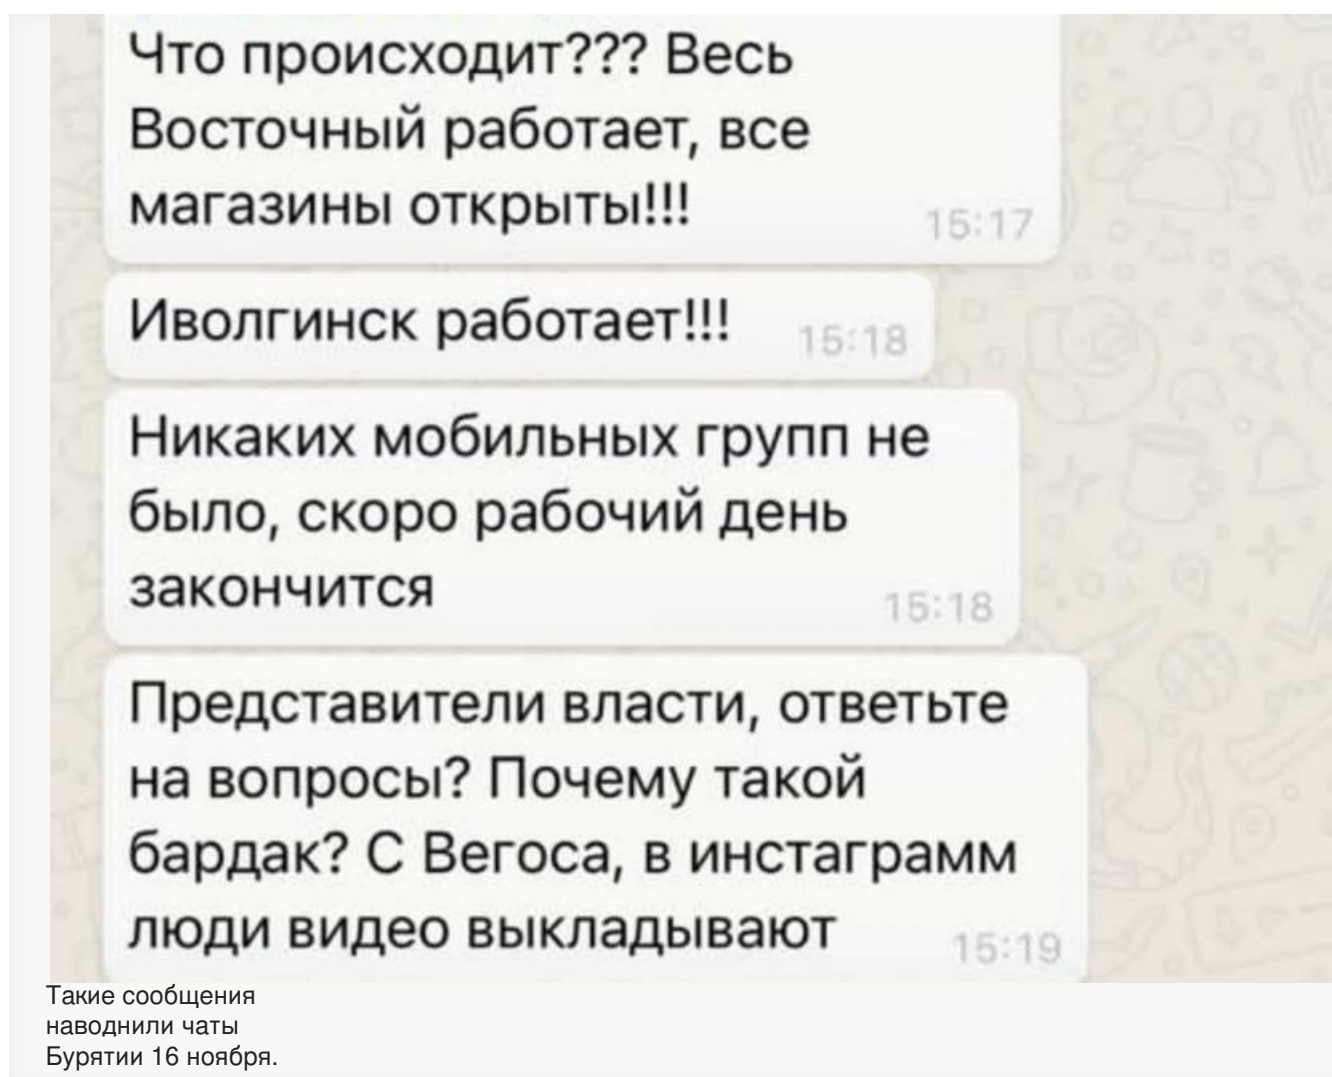 Что происходит??? Весь
Восточный работает, все
магазины открыты!!!
15:17
Иволгинск работает!!!
15:18
Никаких мобильных групп не
было, скоро рабочий день
закончится
15:18
Представители власти, ответьте
на вопросы? Почему такой
бардак? С Вегоса, в инстаграмм
люди видео выкладывают
15:19
Такие сообщения
наводнили чаты
Бурятии 16 ноября.